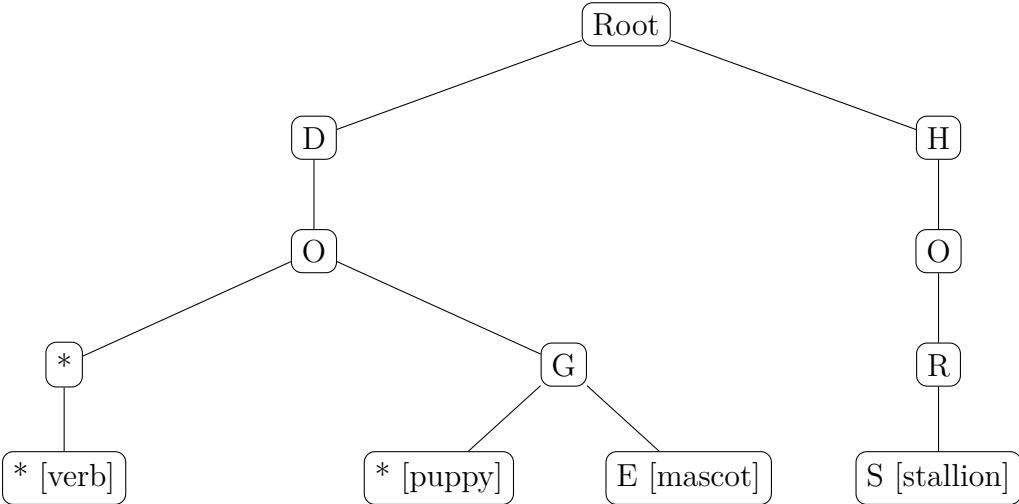 Root
D H
O O
* G R
* [verb] * [puppy] E [mascot] S [stallion]